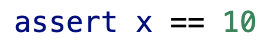 assert x == 10